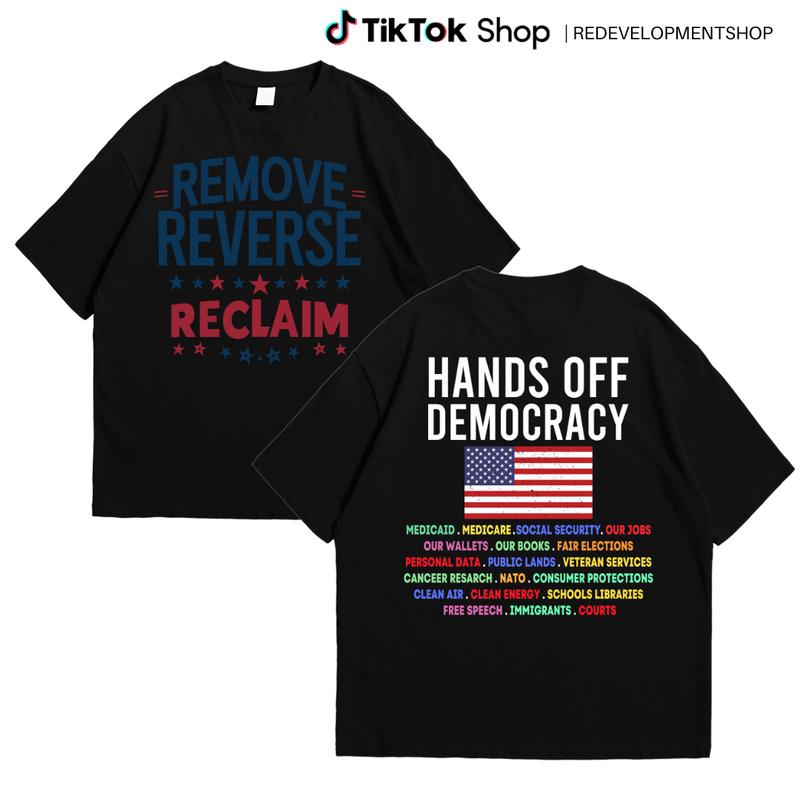 TikTok Shop | REDEVELOPMENTSHOP
REMOVE
REVERSE
RECLAIM
HANDS OFF
DEMOCRACY
MEDICAID . MEDICARE . SOCIAL SECURITY . OUR JOBS
OUR WALLETS . OUR BOOKS . FAIR ELECTIONS
PERSONAL DATA . PUBLIC LANDS . VETERAN SERVICES
CANCEER RESARCH . NATO . CONSUMER PROTECTIONS
CLEAN AIR . CLEAN ENERGY . SCHOOLS LIBRARIES
FREE SPEECH . IMMIGRANTS . COURTS